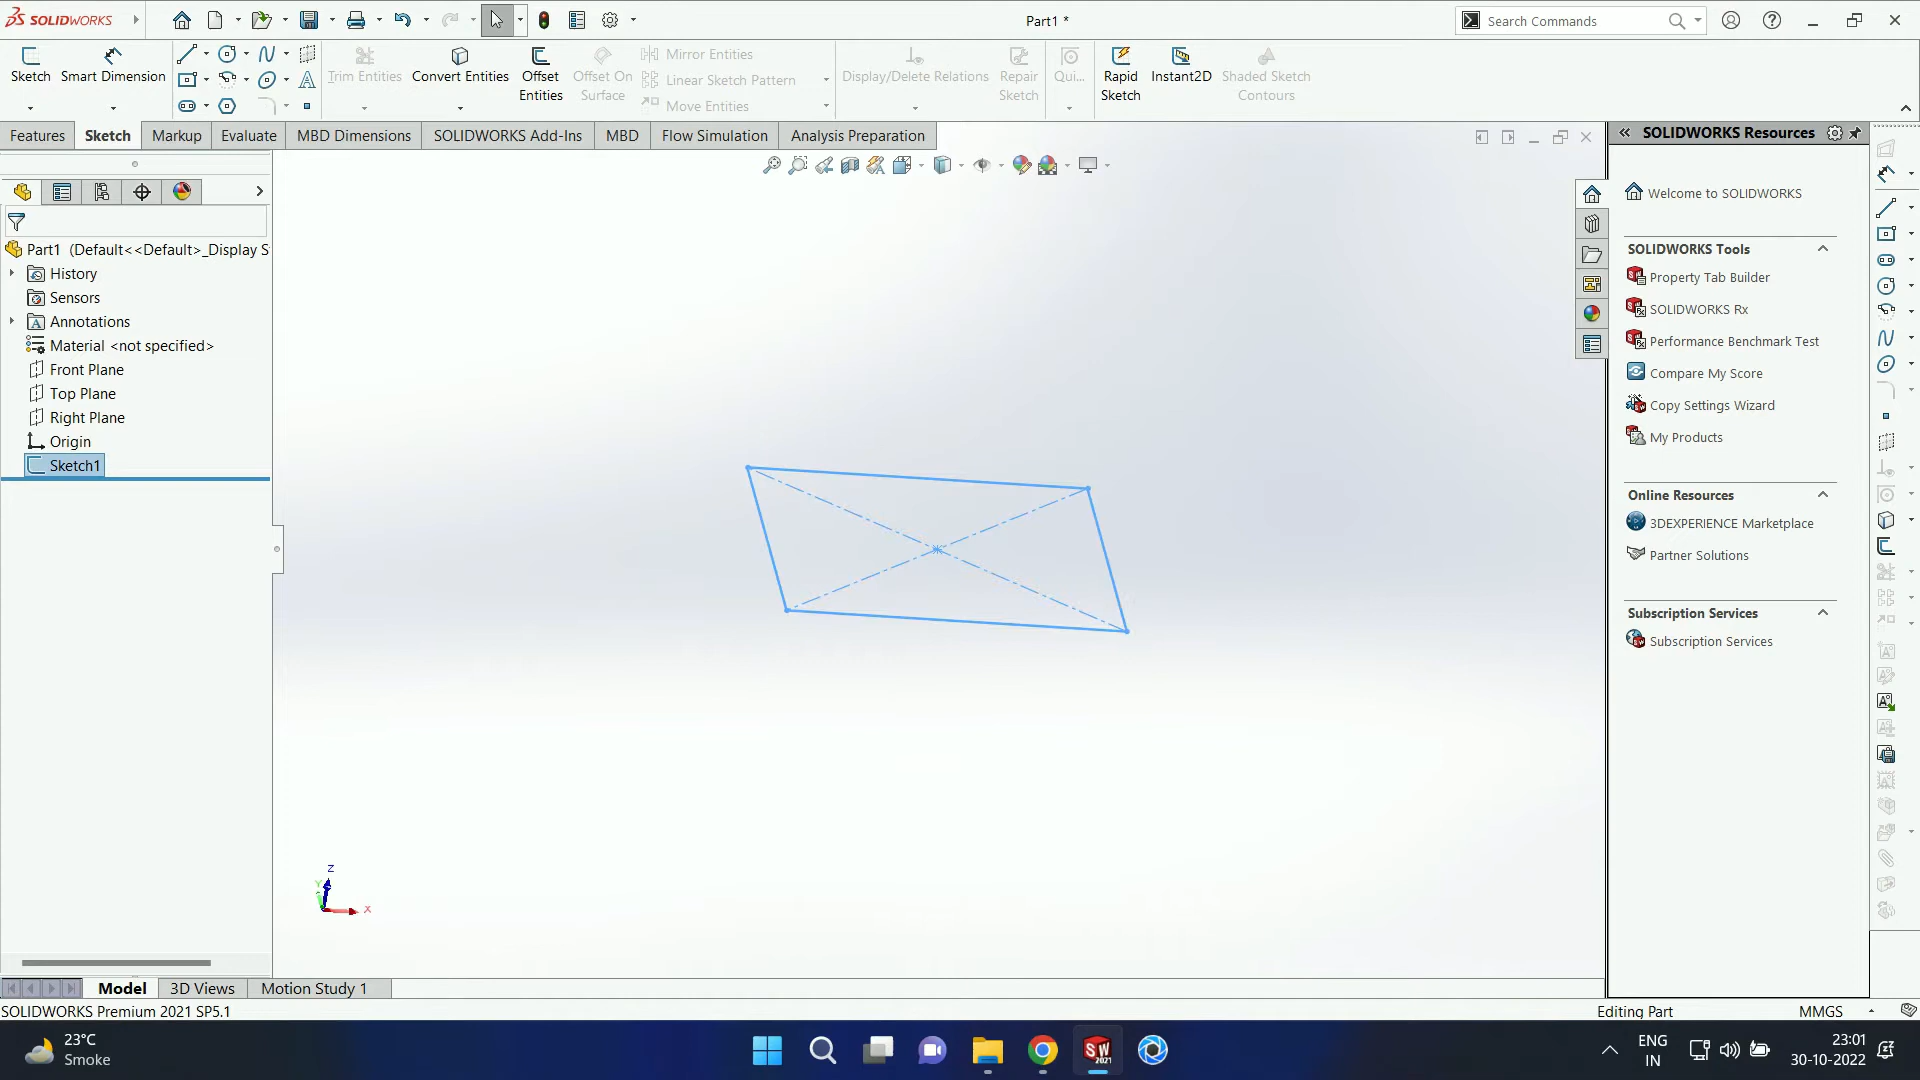 SOLIDWORKS
Part1 *
Search Commands
Sketch
Smart Dimension
Trim Entities
Convert Entities
Offset Entities
Offset On Surface
Mirror Entities
Linear Sketch Pattern
Move Entities
Display/Delete Relations
Repair Sketch
Qui...
Rapid Sketch
Instant2D
Shaded Sketch Contours
Features
Sketch
Markup
Evaluate
MBD Dimensions
SOLIDWORKS Add-Ins
MBD
Flow Simulation
Analysis Preparation
Part1 (Default<<Default>_Display S
History
Sensors
Annotations
Material <not specified>
Front Plane
Top Plane
Right Plane
Origin
Sketch1
Z
Y
X
SOLIDWORKS Resources
Welcome to SOLIDWORKS
SOLIDWORKS Tools
Property Tab Builder
SOLIDWORKS Rx
Performance Benchmark Test
Compare My Score
Copy Settings Wizard
My Products
Online Resources
3DEXPERIENCE Marketplace
Partner Solutions
Subscription Services
Subscription Services
Model
3D Views
Motion Study 1
SOLIDWORKS Premium 2021 SP5.1
Editing Part
MMGS
23°C
Smoke
SW
2021
ENG
IN
23:01
30-10-2022